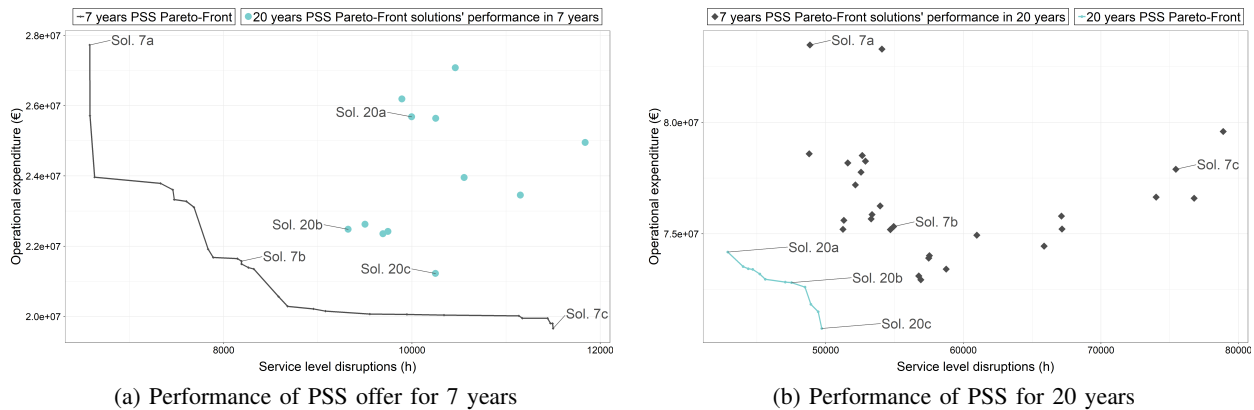 7 years PSS Pareto-Front
20 years PSS Pareto-Front solutions' performance in 7 years
2.8e+07
2.6e+07
2.4e+07
2.2e+07
2.0e+07
Operational expenditure (€)
Sol. 7a
Sol. 20a
Sol. 20b
Sol. 7b
Sol. 20c
Sol. 7c
8000
10000
12000
Service level disruptions (h)
(a) Performance of PSS offer for 7 years
7 years PSS Pareto-Front solutions' performance in 20 years
20 years PSS Pareto-Front
8.0e+07
7.5e+07
Operational expenditure (€)
Sol. 7a
Sol. 7c
Sol. 7b
Sol. 20a
Sol. 20b
Sol. 20c
50000
60000
70000
80000
Service level disruptions (h)
(b) Performance of PSS for 20 years